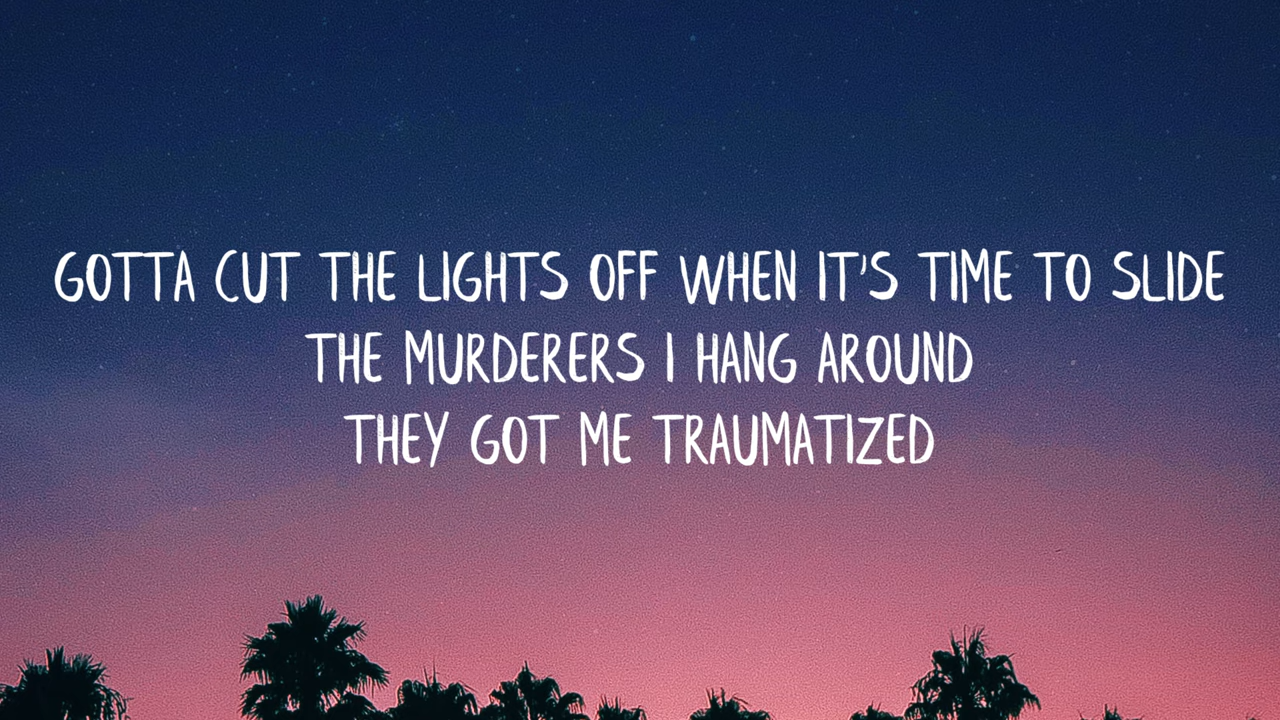 GOTTA CUT THE LIGHTS OFF WHEN IT'S TIME TO SLIDE
THE MURDERERS I HANG AROUND
THEY GOT ME TRAUMATIZED